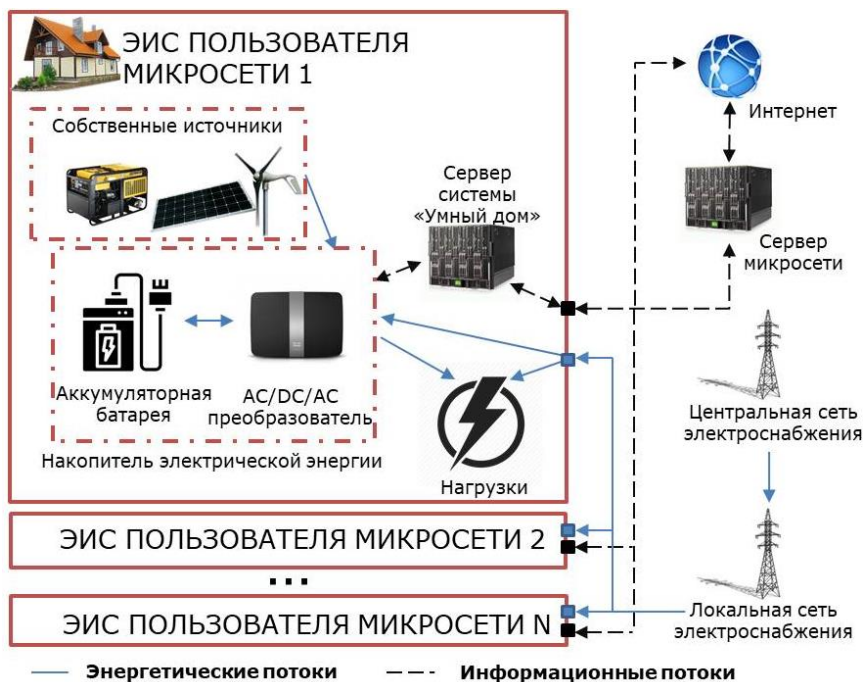 ЭИС ПОЛЬЗОВАТЕЛЯ
МИКРОСЕТИ 1
Собственные источники
Сервер
системы
«Умный дом»
Аккумуляторная
батарея
AC/DC/AC
преобразователь
Накопитель электрической энергии
Нагрузки
Интернет
Сервер
микросети
Центральная сеть
электроснабжения
Локальная сеть
электроснабжения
ЭИС ПОЛЬЗОВАТЕЛЯ МИКРОСЕТИ 2
...
ЭИС ПОЛЬЗОВАТЕЛЯ МИКРОСЕТИ N
Энергетические потоки
Информационные потоки